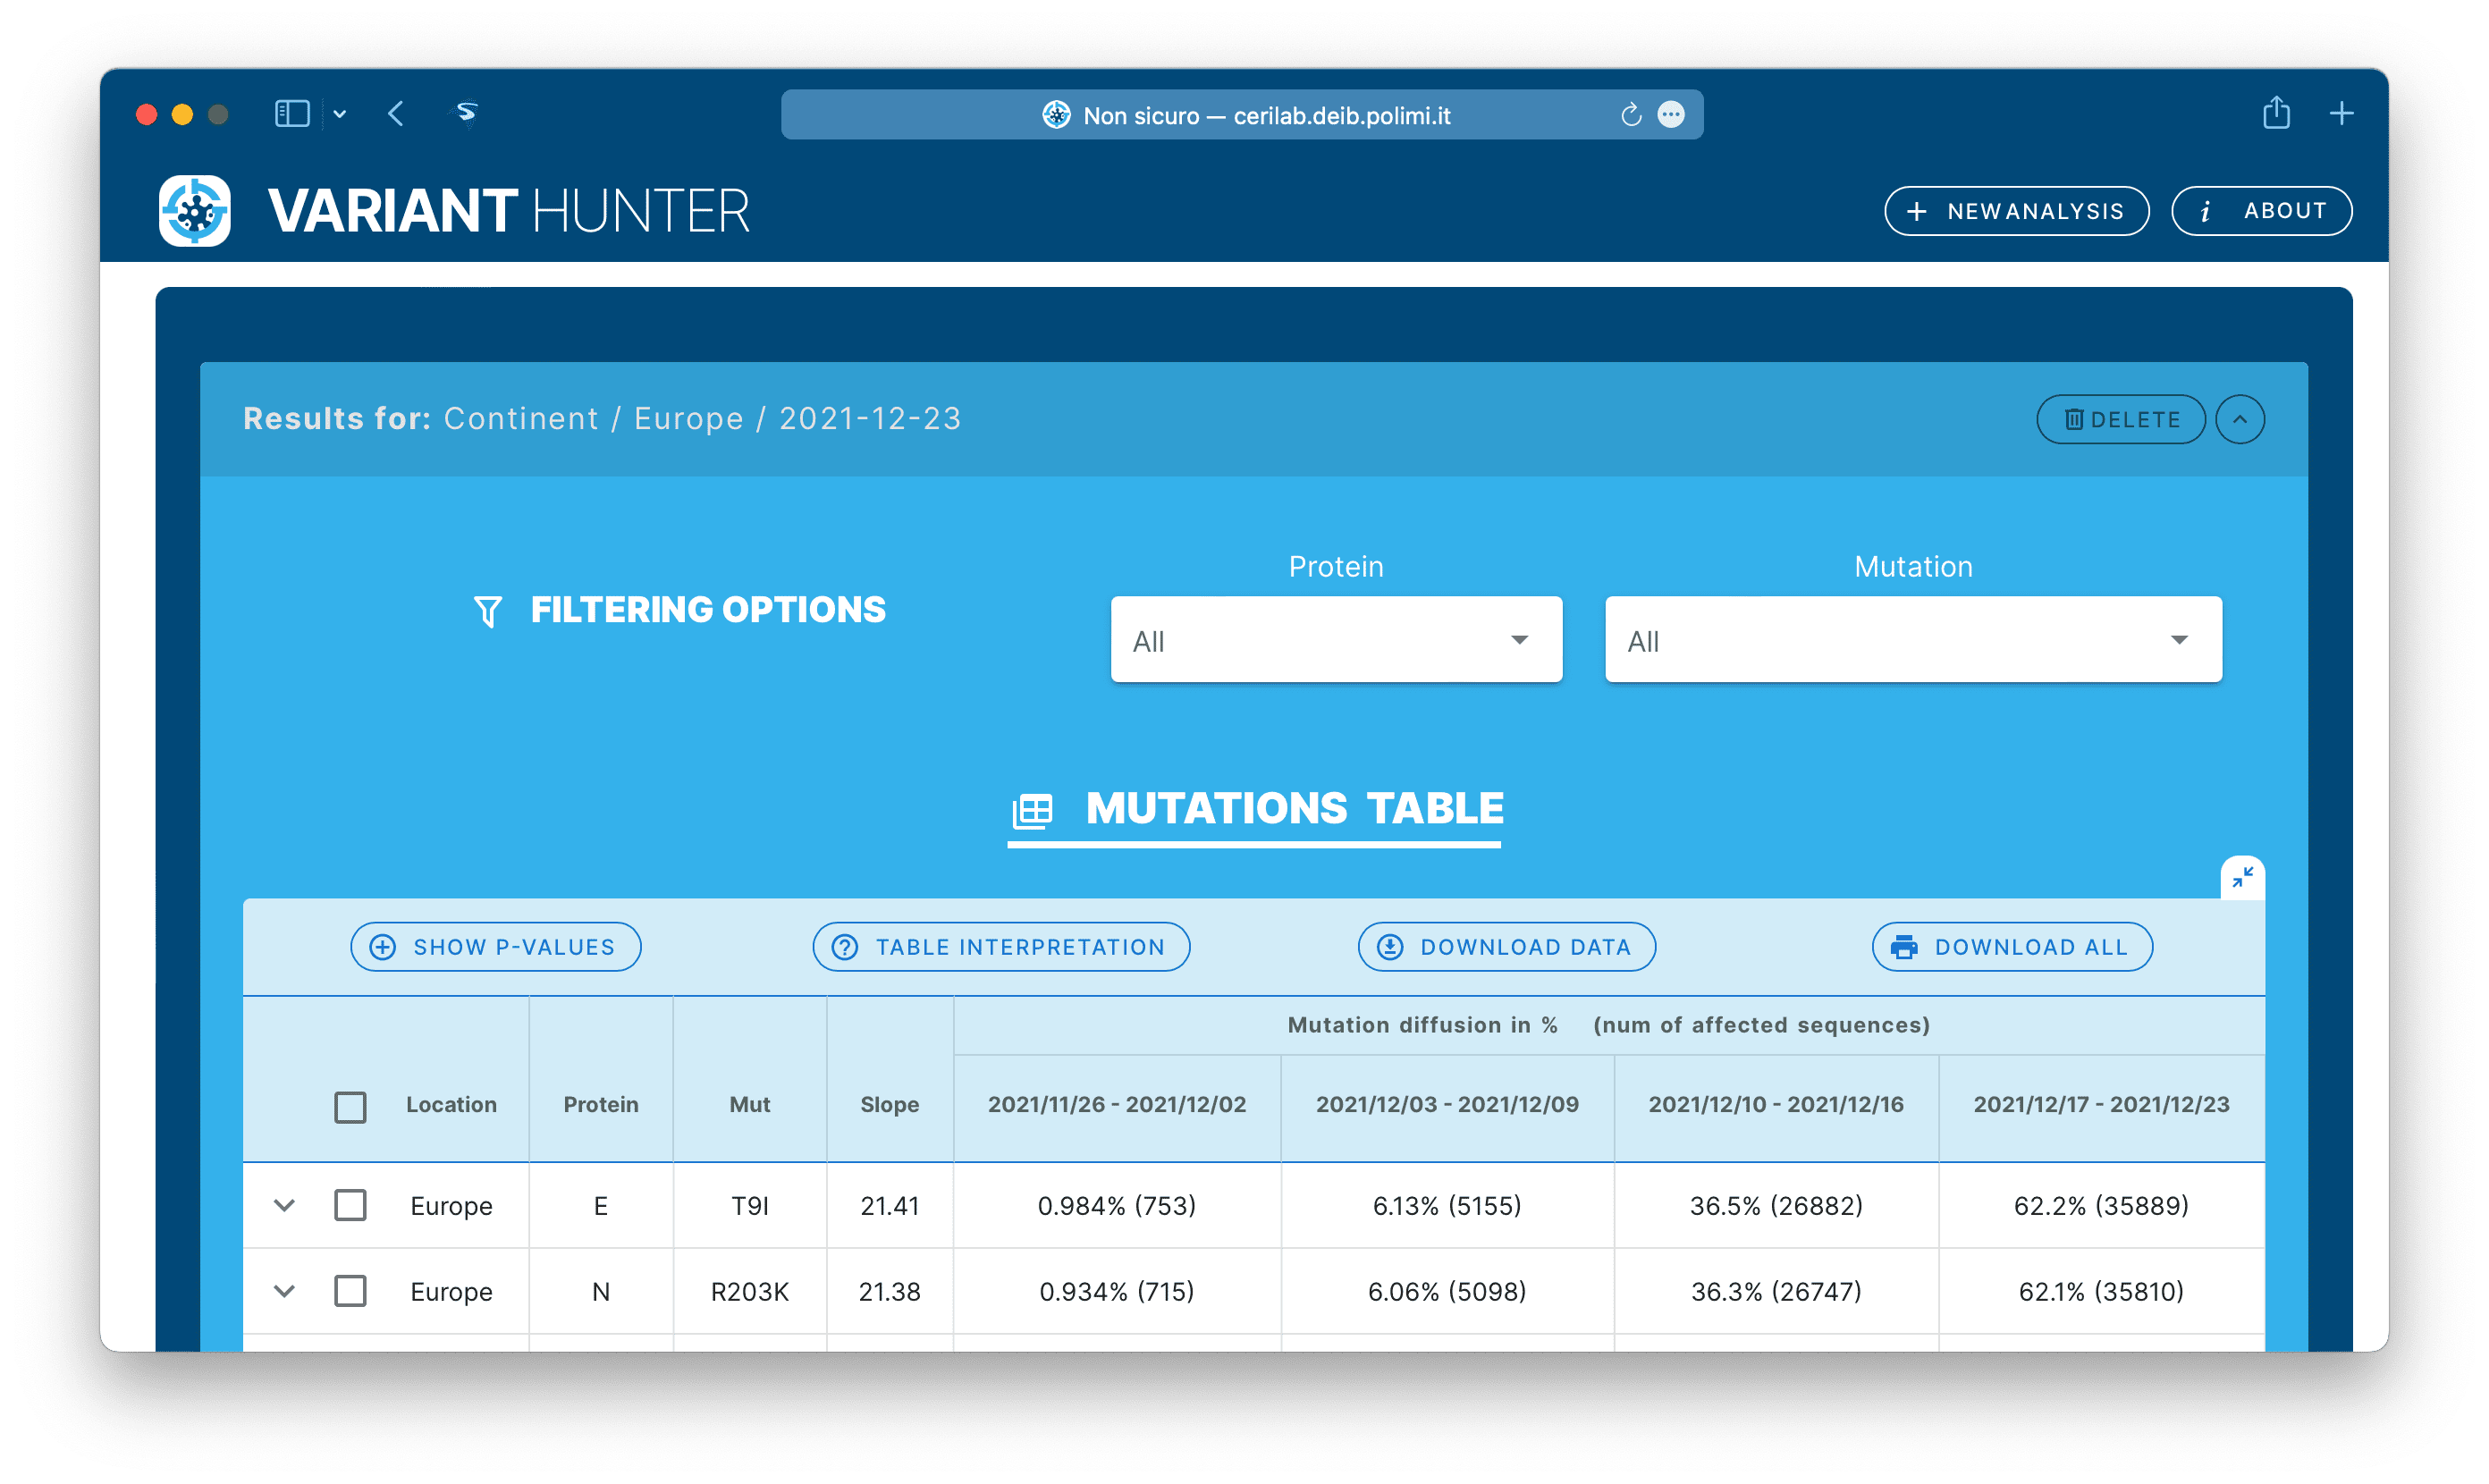 Non sicuro — cerilab.deib.polimi.it
VARIANT HUNTER
+ NEW ANALYSIS
i ABOUT
Results for: Continent / Europe / 2021-12-23
DELETE
FILTERING OPTIONS
Protein
Mutation
All
All
MUTATIONS TABLE
SHOW P-VALUES
TABLE INTERPRETATION
DOWNLOAD DATA
DOWNLOAD ALL
Mutation diffusion in % (num of affected sequences)
Location Protein Mut Slope 2021/11/26 - 2021/12/02 2021/12/03 - 2021/12/09 2021/12/10 - 2021/12/16 2021/12/17 - 2021/12/23
Europe E T9I 21.41 0.984% (753) 6.13% (5155) 36.5% (26882) 62.2% (35889)
Europe N R203K 21.38 0.934% (715) 6.06% (5098) 36.3% (26747) 62.1% (35810)